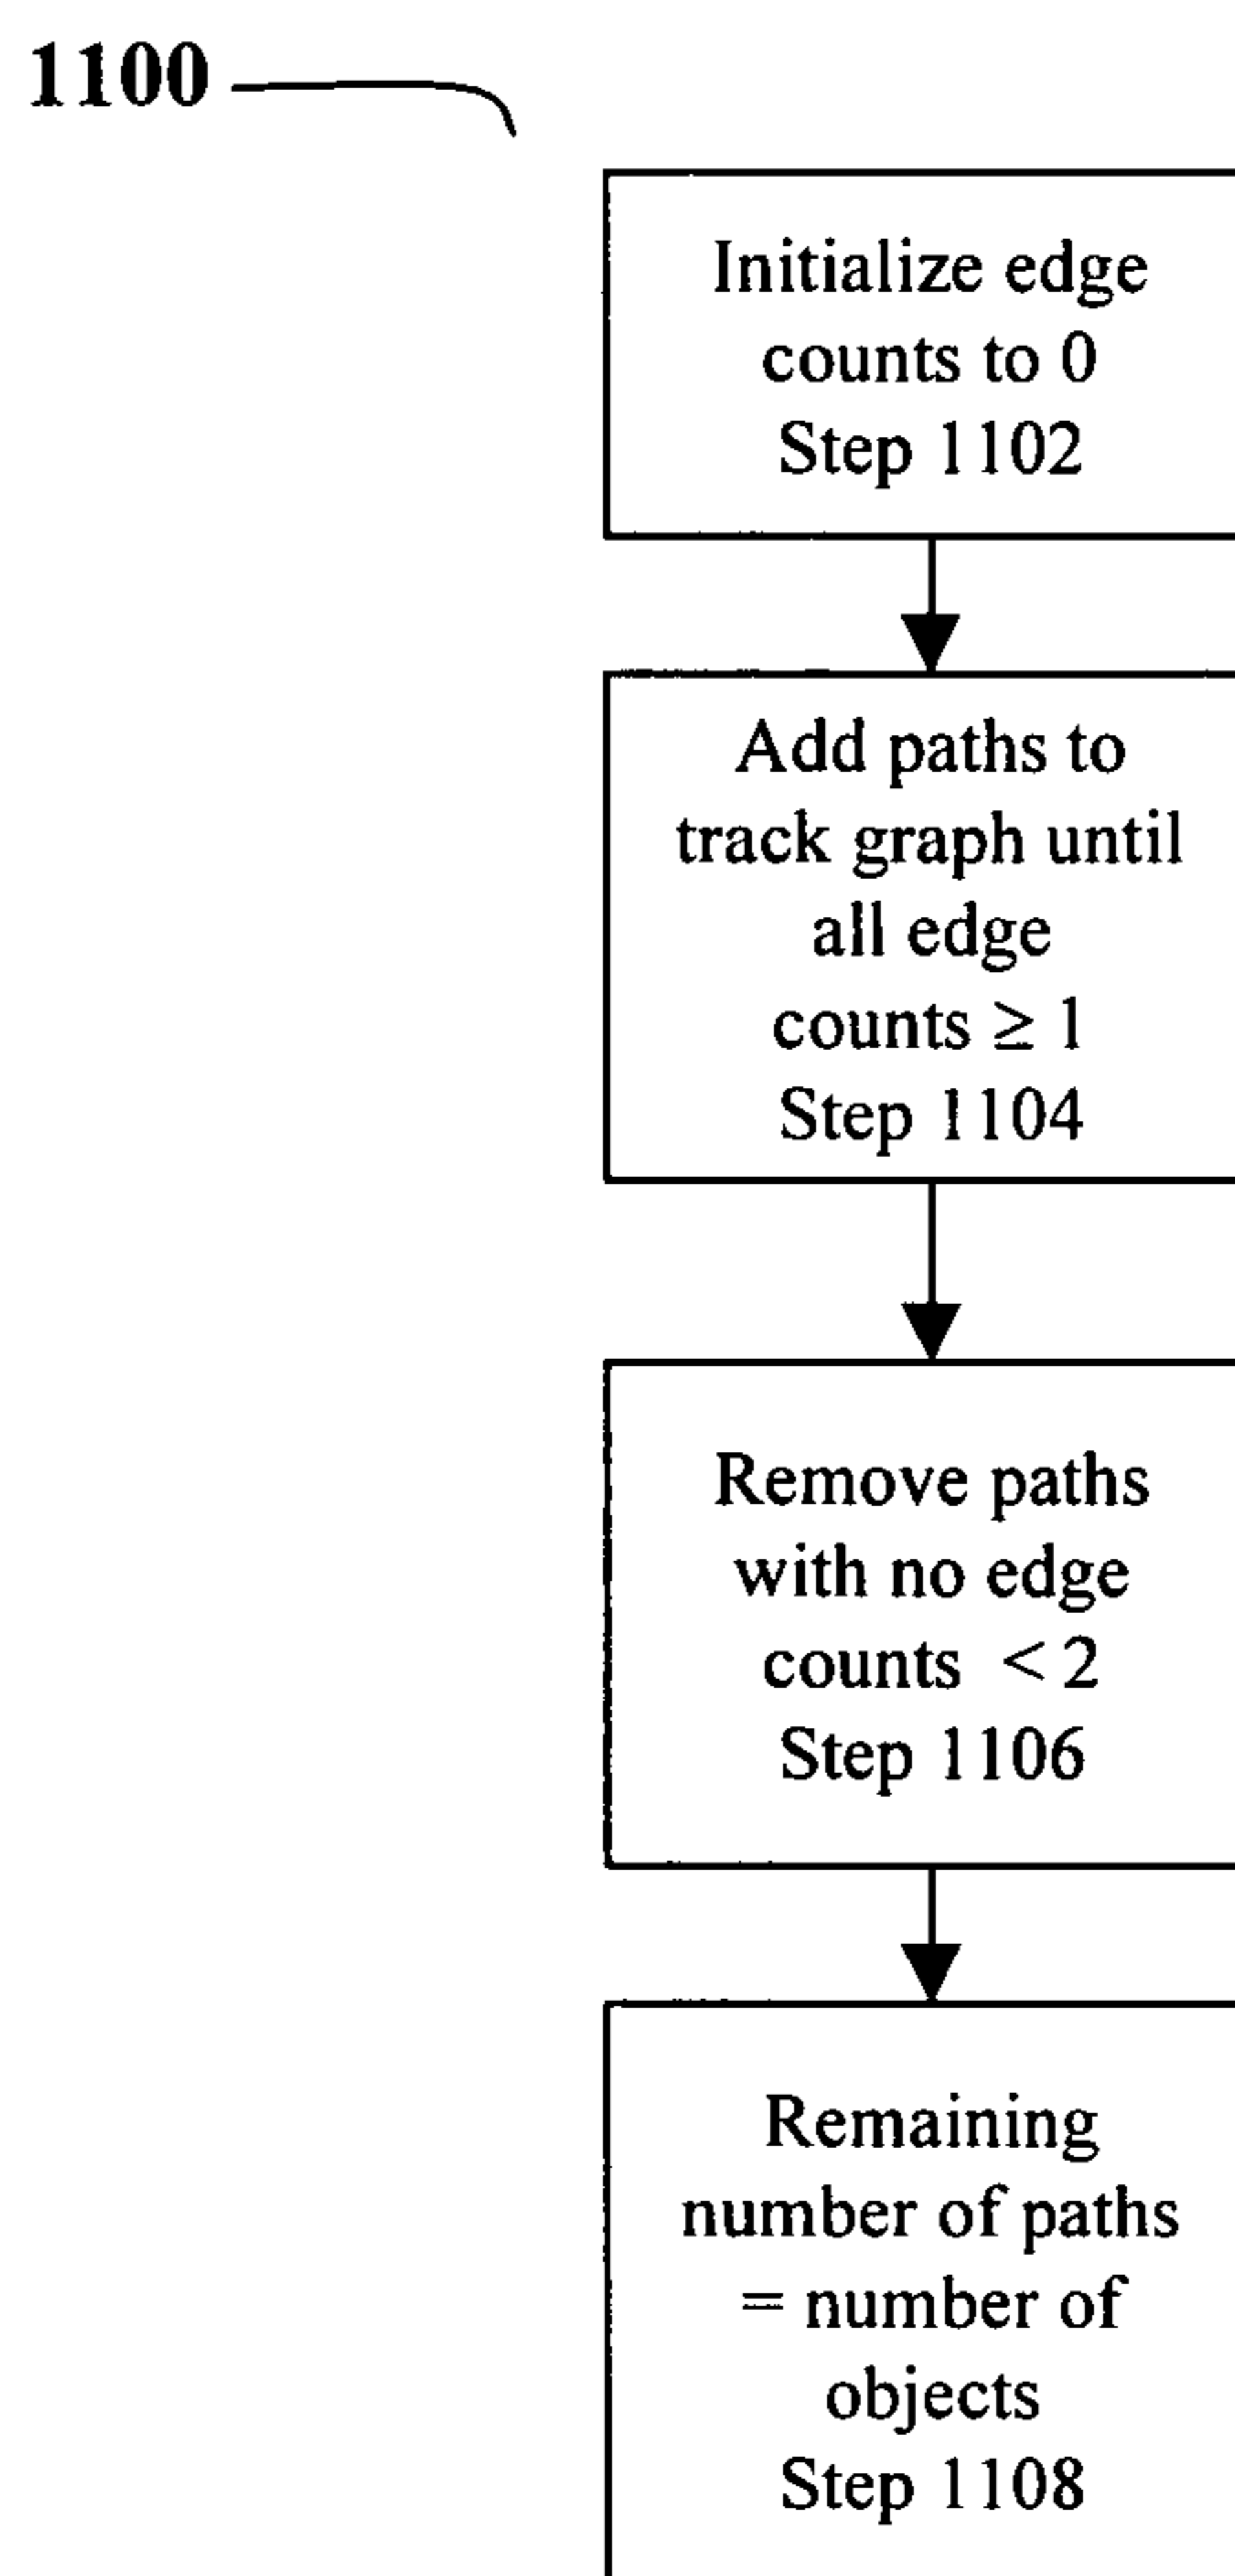 1100
Initialize edge
counts to 0
Step 1102
Add paths to
track graph until
all edge
counts ≥ 1
Step 1104
Remove paths
with no edge
counts < 2
Step 1106
Remaining
number of paths
= number of
objects
Step 1108